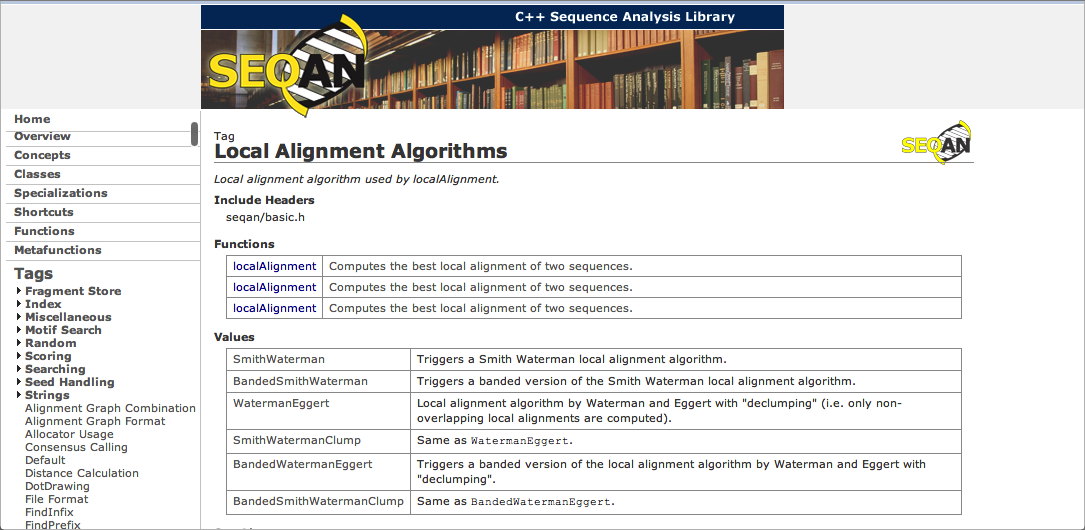 C++ Sequence Analysis Library
SEQAN
Home
Overview
Concepts
Classes
Specializations
Shortcuts
Functions
Metafunctions
Tags
Fragment Store
Index
Miscellaneous
Motif Search
Random
Scoring
Searching
Seed Handling
Strings
Alignment Graph Combination
Alignment Graph Format
Allocator Usage
Consensus Calling
Default
Distance Calculation
DotDrawing
File Format
FindInfix
FindPrefix
Tag
Local Alignment Algorithms
SEQAN
Local alignment algorithm used by localAlignment.
Include Headers
seqan/basic.h
Functions
localAlignment Computes the best local alignment of two sequences.
localAlignment Computes the best local alignment of two sequences.
localAlignment Computes the best local alignment of two sequences.
Values
SmithWaterman Triggers a Smith Waterman local alignment algorithm.
BandedSmithWaterman Triggers a banded version of the Smith Waterman local alignment algorithm.
WatermanEggert Local alignment algorithm by Waterman and Eggert with "declumping" (i.e. only non-
overlapping local alignments are computed).
SmithWatermanClump Same as WatermanEggert.
BandedWatermanEggert Triggers a banded version of the local alignment algorithm by Waterman and Eggert with
"declumping".
BandedSmithWatermanClump Same as BandedWatermanEggert.